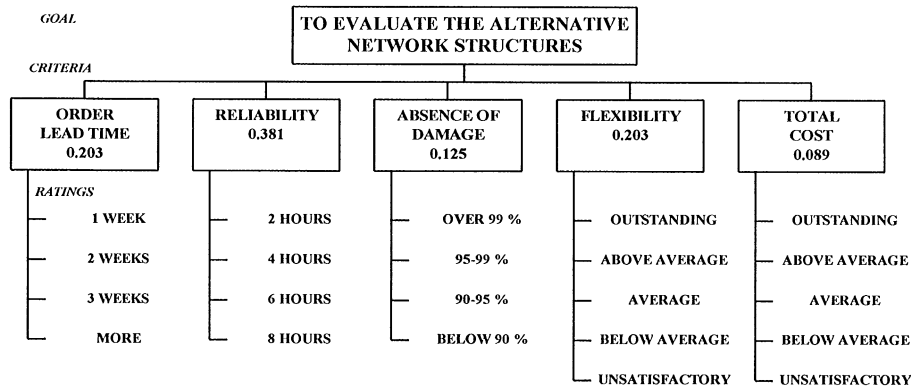 GOAL
TO EVALUATE THE ALTERNATIVE
NETWORK STRUCTURES
CRITERIA
ORDER
LEAD TIME
0.203
RELIABILITY
0.381
ABSENCE OF
DAMAGE
0.125
FLEXIBILITY
0.203
TOTAL
COST
0.089
RATINGS
1 WEEK
2 WEEKS
3 WEEKS
MORE
2 HOURS
4 HOURS
6 HOURS
8 HOURS
OVER 99 %
95-99 %
90-95 %
BELOW 90 %
OUTSTANDING
ABOVE AVERAGE
AVERAGE
BELOW AVERAGE
UNSATISFACTORY
OUTSTANDING
ABOVE AVERAGE
AVERAGE
BELOW AVERAGE
UNSATISFACTORY